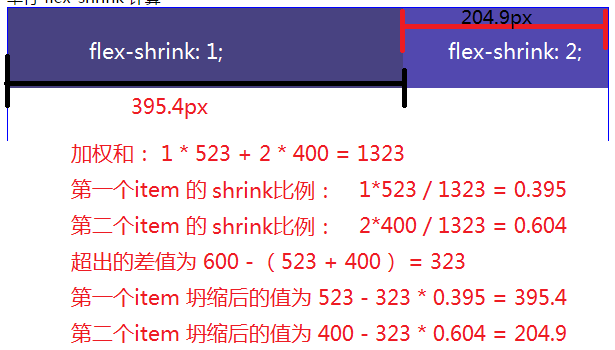 204.9px
flex-shrink: 1;
flex-shrink: 2;
395.4px
加权和： 1 * 523 + 2 * 400 = 1323
第一个item 的 shrink比例： 1*523 / 1323 = 0.395
第二个item 的 shrink比例： 2*400 / 1323 = 0.604
超出的差值为 600 - （523 + 400 ）= 323
第一个item 坍缩后的值为 523 - 323 * 0.395 = 395.4
第二个item 坍缩后的值为 400 - 323 * 0.604 = 204.9